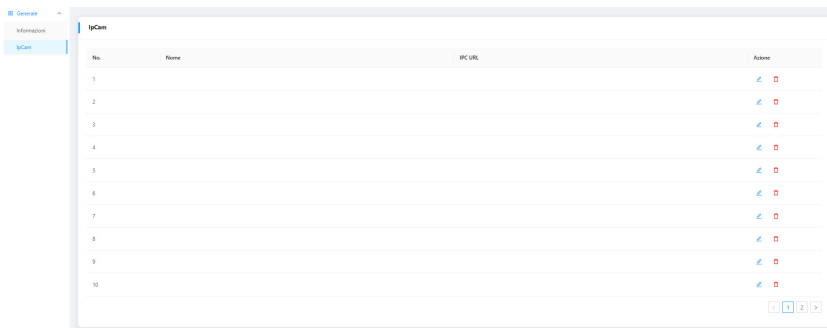 Generale
Informazioni
IpCam
IpCam
No. Nome IPC URL Azione
1
2
3
4
5
6
7
8
9
10
< 1 2 >